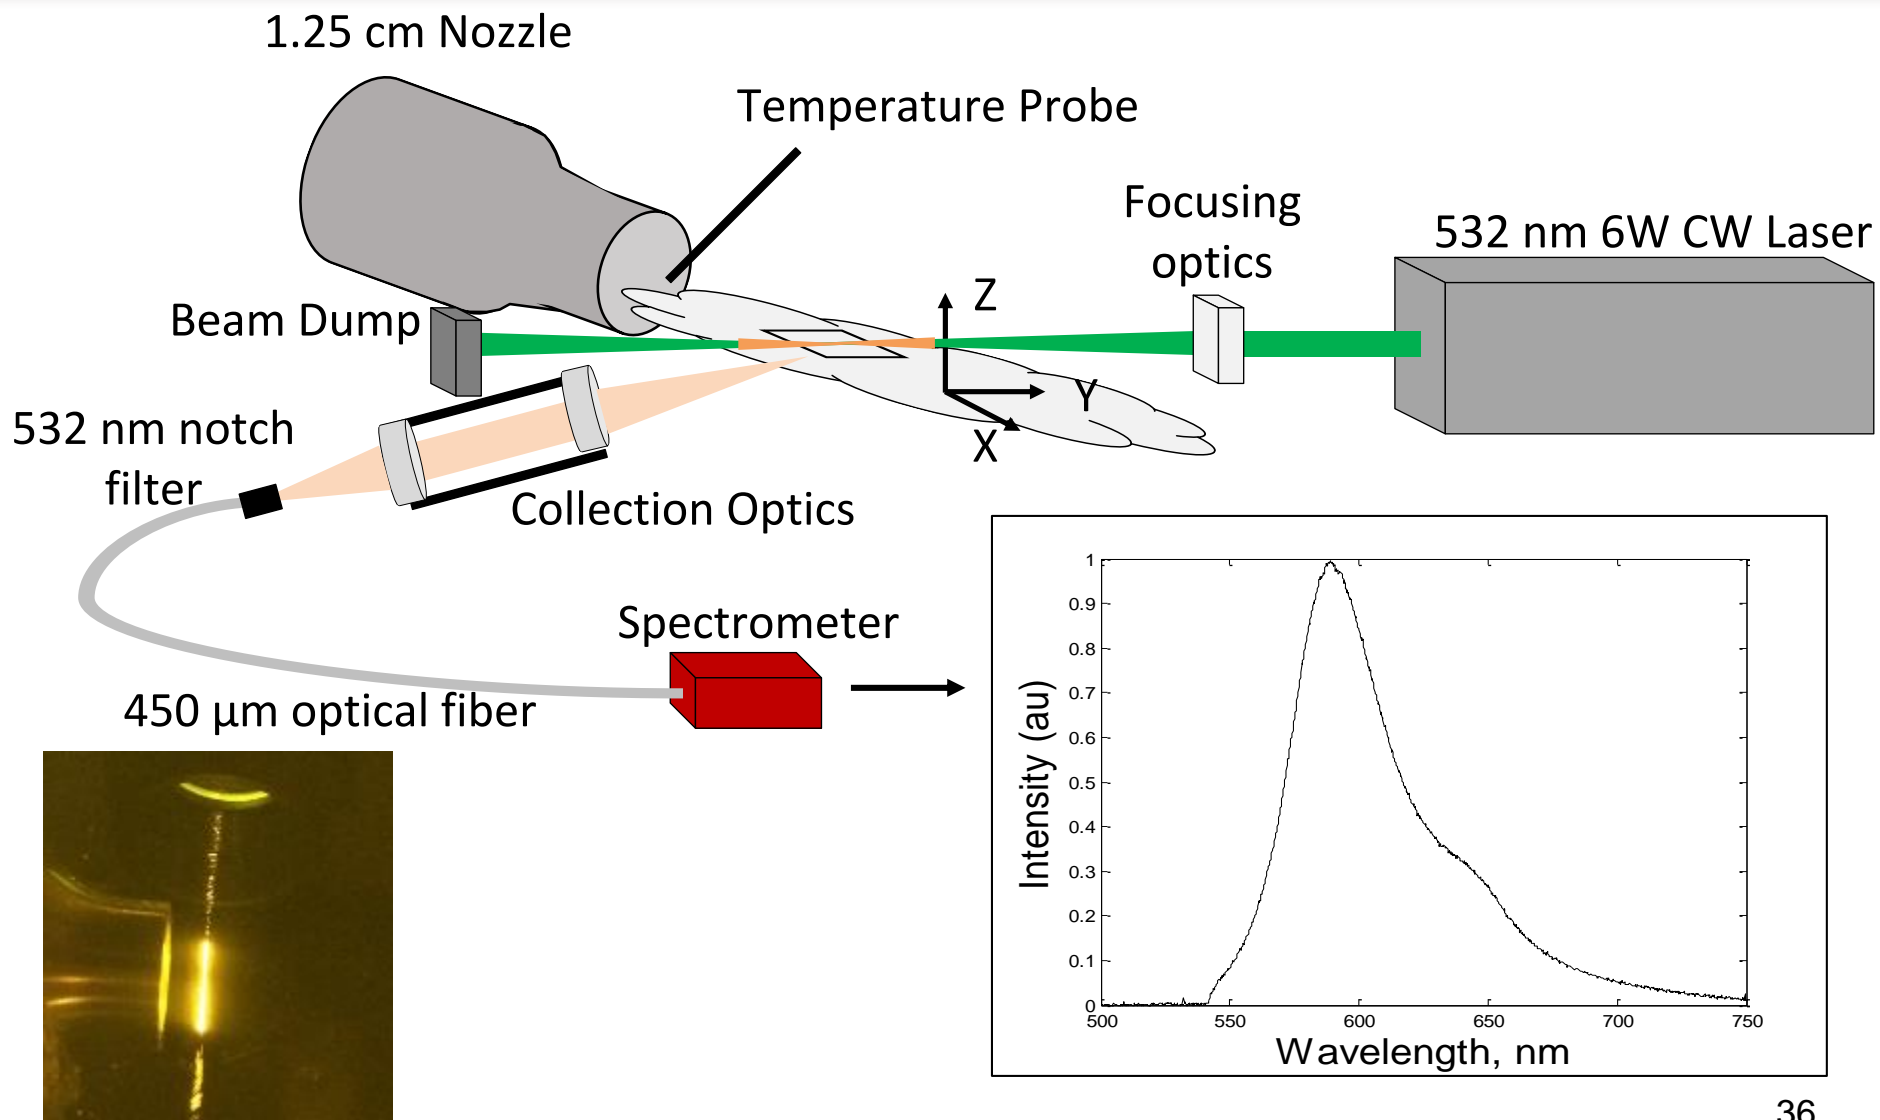 1.25 cm Nozzle
Temperature Probe
Focusing
optics
532 nm 6W CW Laser
Beam Dump
Z
Y
X
532 nm notch
filter
Collection Optics
Spectrometer
450 µm optical fiber
1
0.9
0.8
0.7
0.6
0.5
0.4
0.3
0.2
0.1
0
Intensity (au)
500 550 600 650 700 750
Wavelength, nm
36